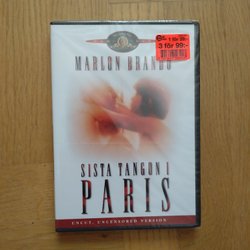 MARLON BRANDO
3 för 99:-
SISTA TANGON I
PARIS
UNCUT, UNCENSORED VERSION